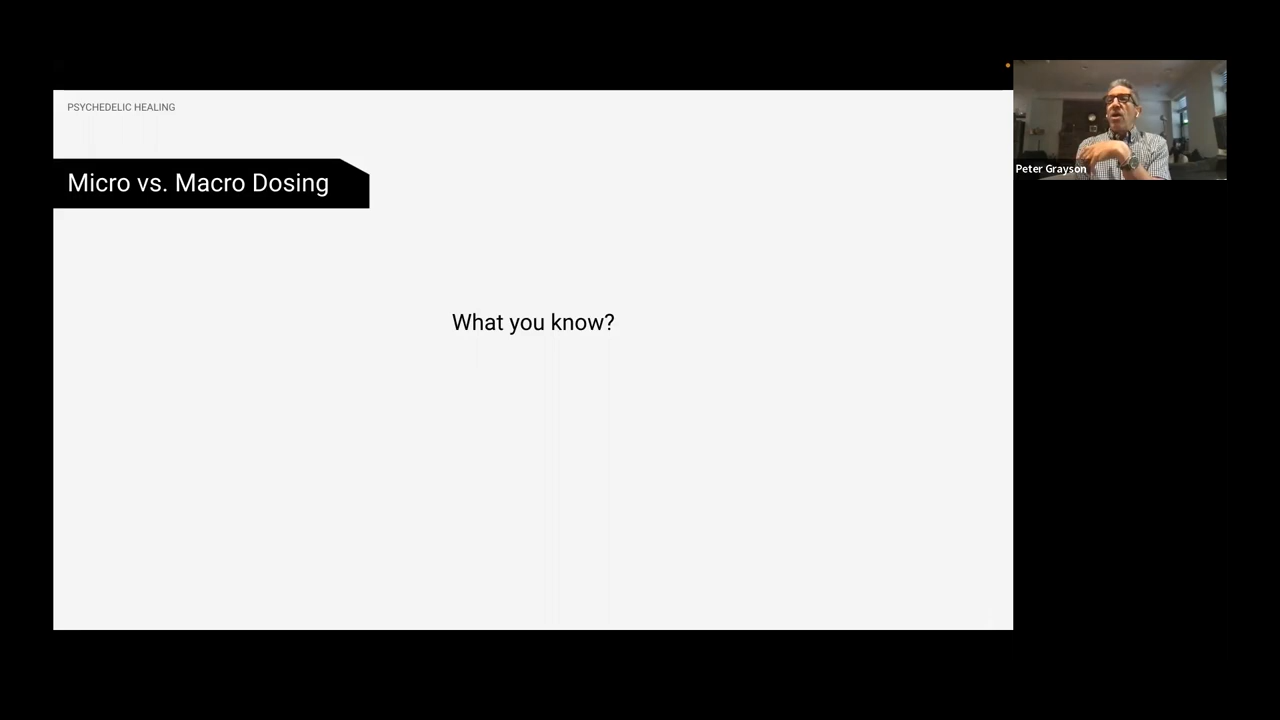 PSYCHEDELIC HEALING
Micro vs. Macro Dosing
What you know?
Peter Grayson